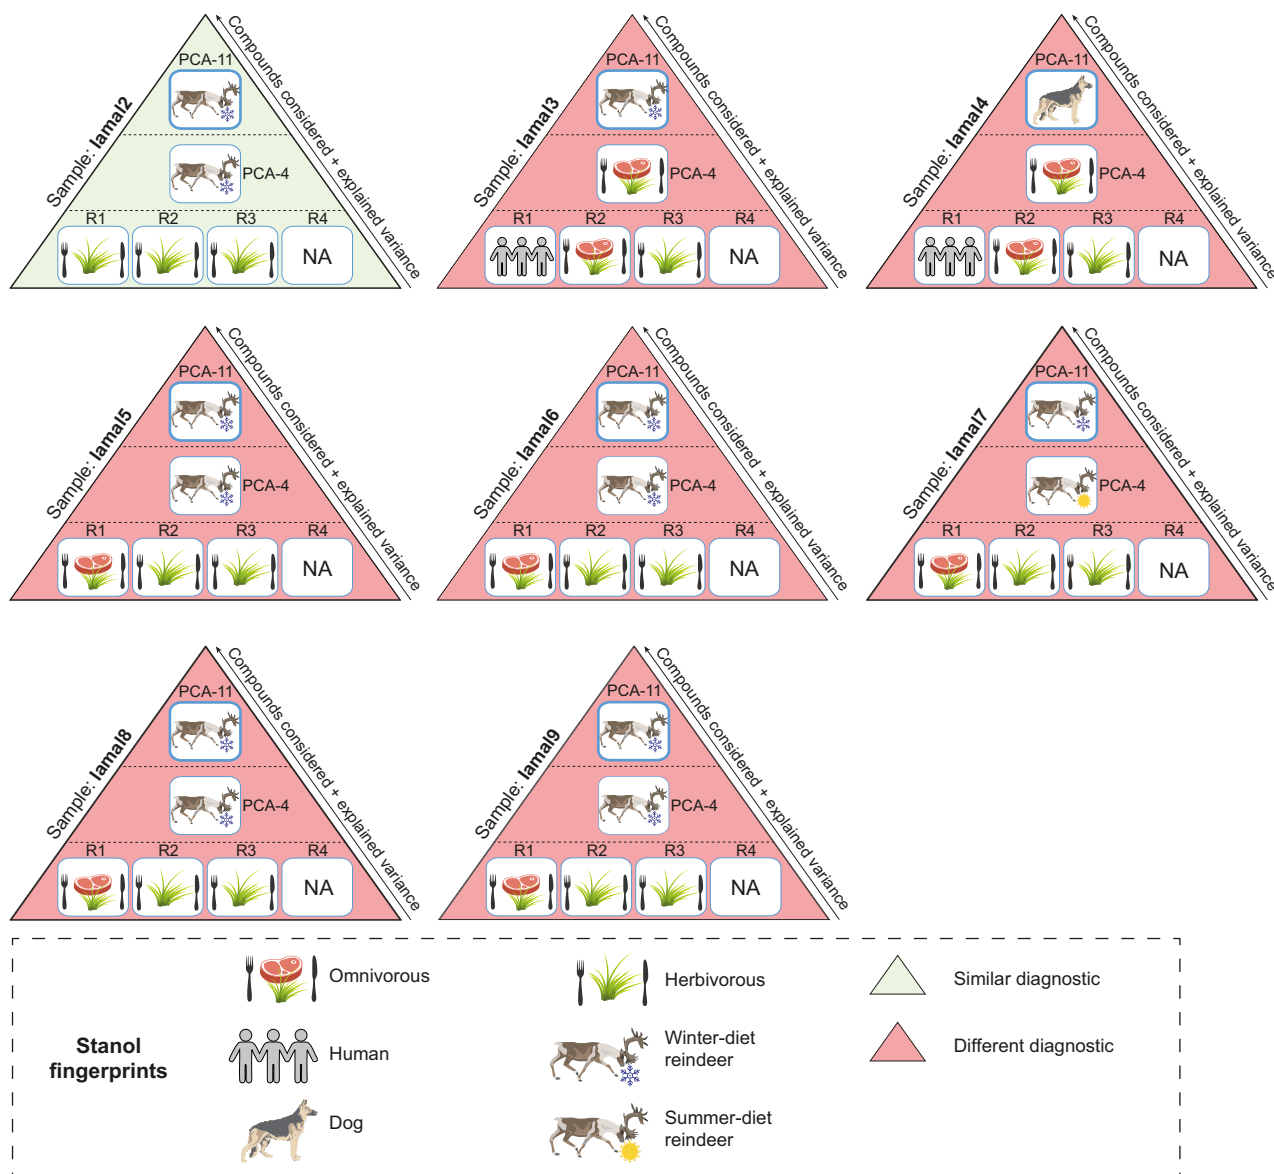 PCA-11
Sample: Iamal2
Compounds considered + explained variance
PCA-4
R1 R2 R3 R4
NA
PCA-11
Sample: Iamal3
Compounds considered + explained variance
PCA-4
R1 R2 R3 R4
NA
PCA-11
Sample: Iamal4
Compounds considered + explained variance
PCA-4
R1 R2 R3 R4
NA
PCA-11
Sample: Iamal5
Compounds considered + explained variance
PCA-4
R1 R2 R3 R4
NA
PCA-11
Sample: Iamal6
Compounds considered + explained variance
PCA-4
R1 R2 R3 R4
NA
PCA-11
Sample: Iamal7
Compounds considered + explained variance
PCA-4
R1 R2 R3 R4
NA
PCA-11
Sample: Iamal8
Compounds considered + explained variance
PCA-4
R1 R2 R3 R4
NA
PCA-11
Sample: Iamal9
Compounds considered + explained variance
PCA-4
R1 R2 R3 R4
NA
Stanol
fingerprints
Omnivorous
Human
Dog
Herbivorous
Winter-diet
reindeer
Summer-diet
reindeer
Similar diagnostic
Different diagnostic